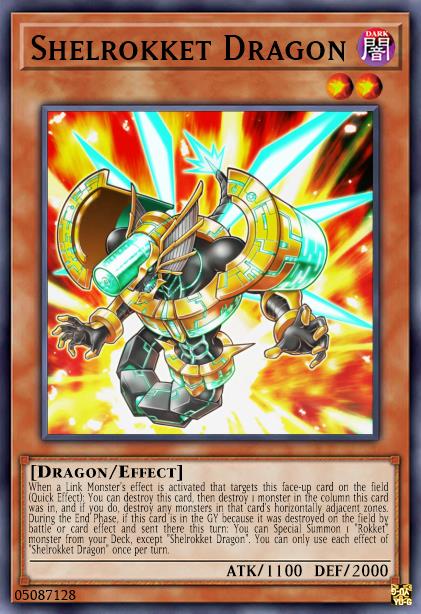 Shelrokket Dragon
DARK
闇
[Dragon/Effect]
When a Link Monster's effect is activated that targets this face-up card on the field
(Quick Effect): You can destroy this card, then destroy 1 monster in the column this card
was in, and if you do, destroy any monsters in that card's horizontally adjacent zones.
During the End Phase, if this card is in the GY because it was destroyed on the field by
battle or card effect and sent there this turn: You can Special Summon 1 "Rokket"
monster from your Deck, except "Shelrokket Dragon". You can only use each effect of
"Shelrokket Dragon" once per turn.
ATK/1100 DEF/2000
05087128